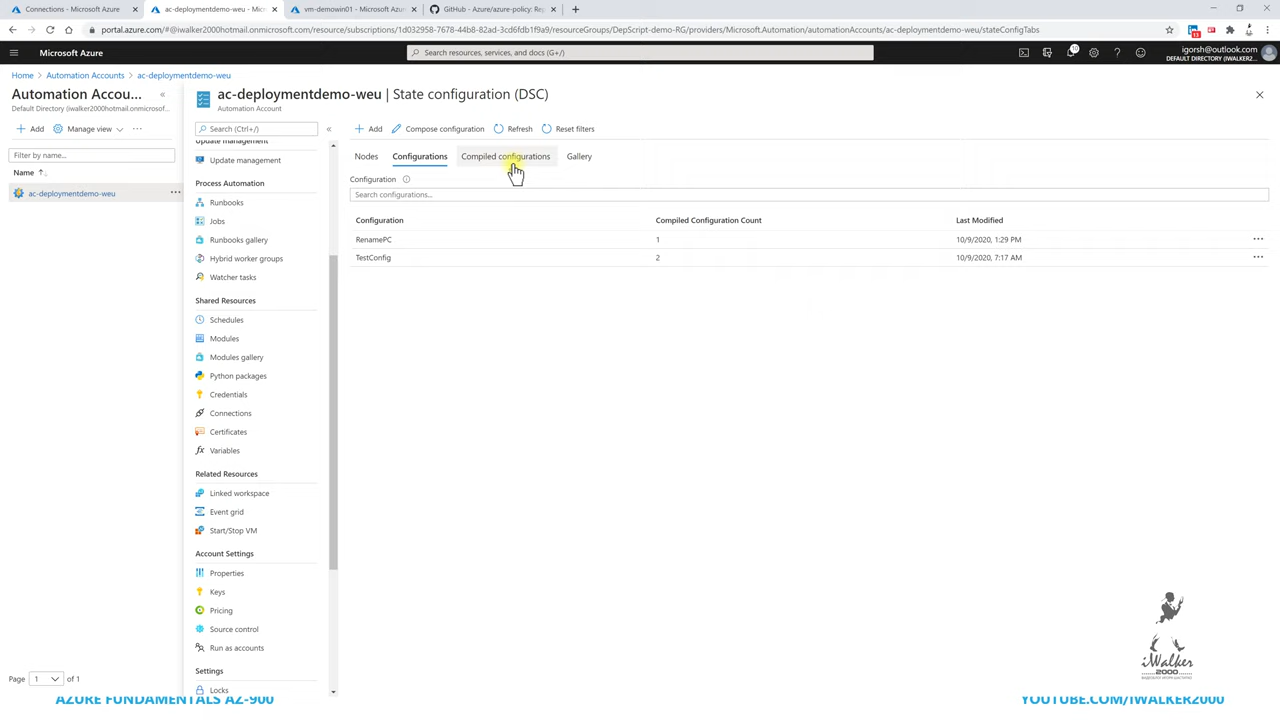 Connections - Microsoft Azure
ac-deploymentdemo-weu - Micro
vm-demowin01 - Microsoft Azure
GitHub - Azure/azure-policy: Rep
portal.azure.com/#@iwalker2000hotmail.onmicrosoft.com/resource/subscriptions/1d032958-7678-44b8-82ad-3cd6fdb1f9a9/resourceGroups/DepScript-demo-RG/providers/Microsoft.Automation/automationAccounts/ac-deploymentdemo-weu/stateConfigTabs
13
Microsoft Azure
Search resources, services, and docs (G+/)
10
igorsh@outlook.com
DEFAULT DIRECTORY (IWALKER2...
Home > Automation Accounts > ac-deploymentdemo-weu
Automation Accou...
Default Directory (iwalker2000hotmail.onmicrosof...
Add
Manage view
Filter by name...
Name
ac-deploymentdemo-weu
Page 1 of 1
ac-deploymentdemo-weu | State configuration (DSC)
Automation Account
Search (Ctrl+/)
Update management
Update management
Process Automation
Runbooks
Jobs
Runbooks gallery
Hybrid worker groups
Watcher tasks
Shared Resources
Schedules
Modules
Modules gallery
Python packages
Credentials
Connections
Certificates
Variables
Related Resources
Linked workspace
Event grid
Start/Stop VM
Account Settings
Properties
Keys
Pricing
Source control
Run as accounts
Settings
Locks
Add
Compose configuration
Refresh
Reset filters
Nodes
Configurations
Compiled configurations
Gallery
Configuration
Search configurations...
Configuration Compiled Configuration Count Last Modified
RenamePC 1 10/9/2020, 1:29 PM
TestConfig 2 10/9/2020, 7:17 AM
iWalker
2000
AZURE FUNDAMENTALS AZ-900
YOUTUBE.COM/IWALKER2000